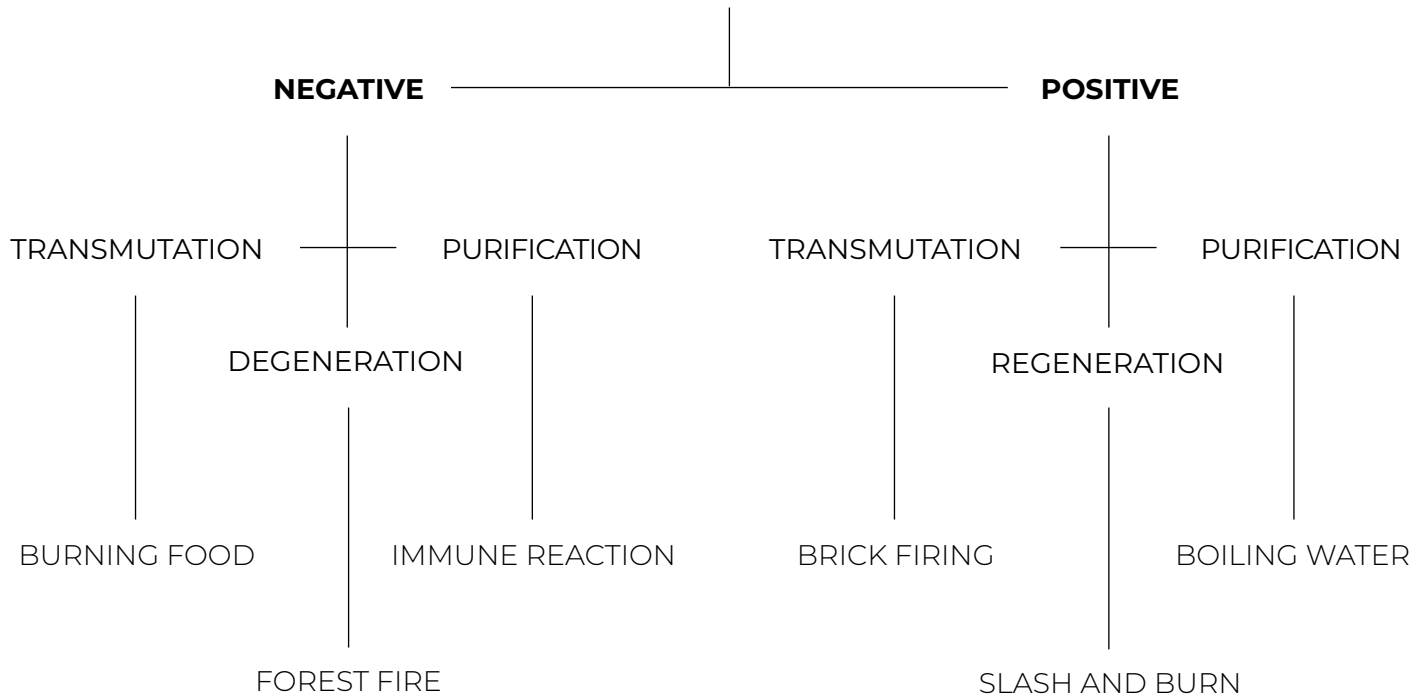 NEGATIVE
POSITIVE
TRANSMUTATION
PURIFICATION
TRANSMUTATION
PURIFICATION
DEGENERATION
REGENERATION
BURNING FOOD
IMMUNE REACTION
BRICK FIRING
BOILING WATER
FOREST FIRE
SLASH AND BURN